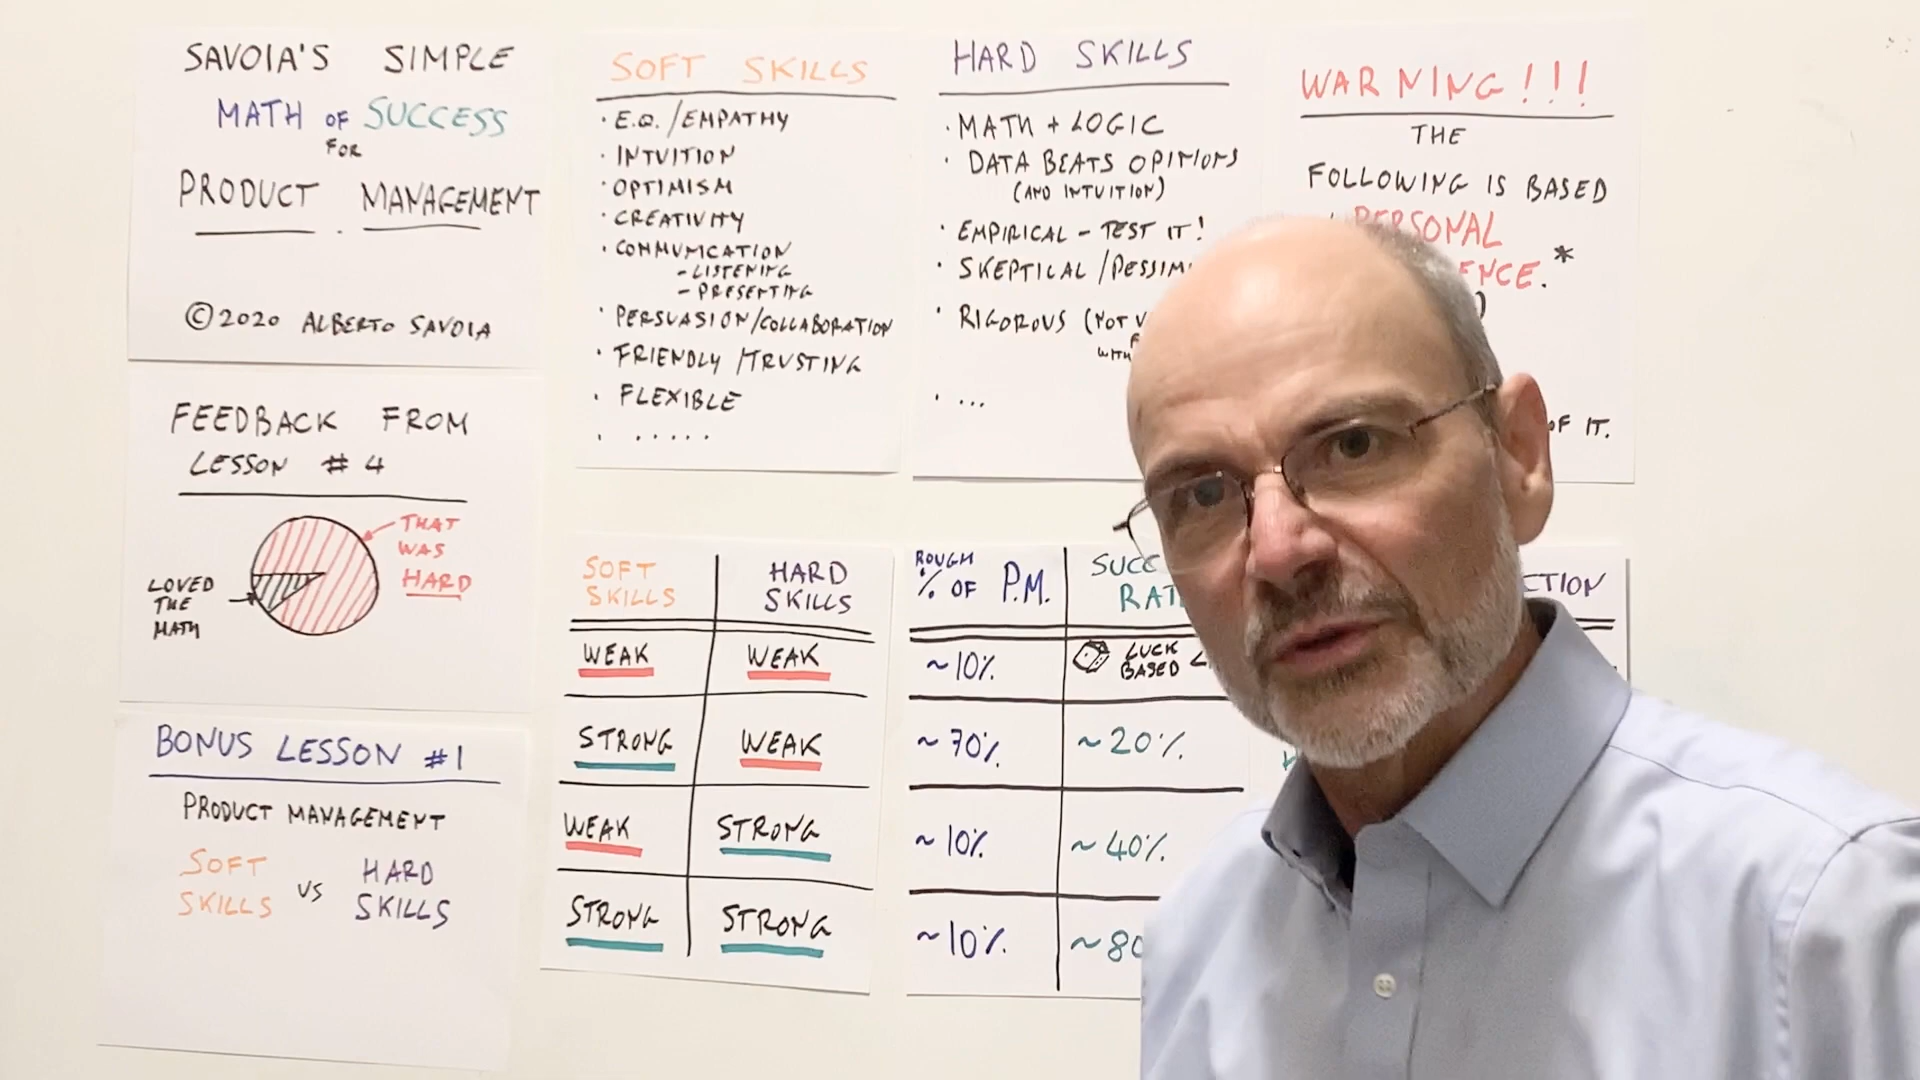 SAVOIA'S SIMPLE
MATH OF SUCCESS
FOR
PRODUCT MANAGEMENT
©2020 ALBERTO SAVOIA
FEEDBACK FROM
LESSON #4
THAT
WAS
HARD
LOVED
THE
MATH
BONUS LESSON #1
PRODUCT MANAGEMENT
SOFT SKILLS VS HARD SKILLS
SOFT SKILLS
· E.Q./EMPATHY
· INTUITION
· OPTIMISM
· CREATIVITY
· COMMUNICATION
- LISTENING
- PRESENTING
· PERSUASION/COLLABORATION
· FRIENDLY/TRUSTING
· FLEXIBLE
· .....
HARD SKILLS
· MATH + LOGIC
· DATA BEATS OPINIONS
(AND INTUITION)
· EMPIRICAL - TEST IT!
· SKEPTICAL /
· RIGOROUS (NOT
WITH
· ...
WARNING!!!
THE
FOLLOWING IS BASED
PERSONAL
*
OF IT.
SOFT SKILLS HARD SKILLS
WEAK WEAK
STRONG WEAK
WEAK STRONG
STRONG STRONG
ROUGH
% OF P.M.
~10% LUCK
BASED
~70% ~20%
~10% ~40%
~10%